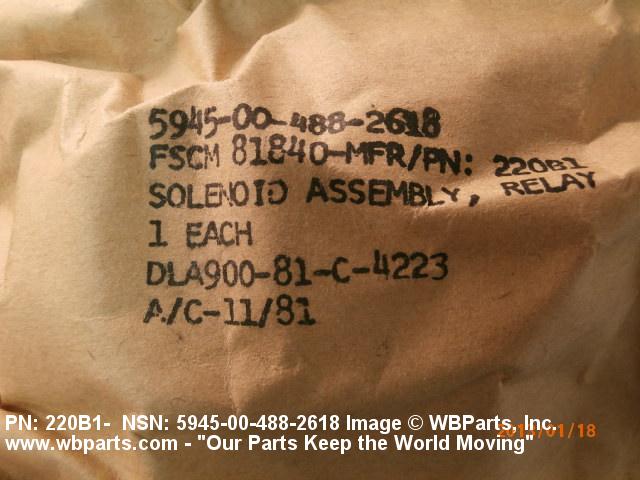 5945-00-488-2618
FSCM 81840-MFR/PN: 220B1
SOLENOID ASSEMBLY, RELAY
1 EACH
DLA900-81-C-4223
A/C-11/81
PN: 220B1-  NSN: 5945-00-488-2618 Image © WBParts, Inc.
www.wbparts.com - "Our Parts Keep the World Moving"
/01/18